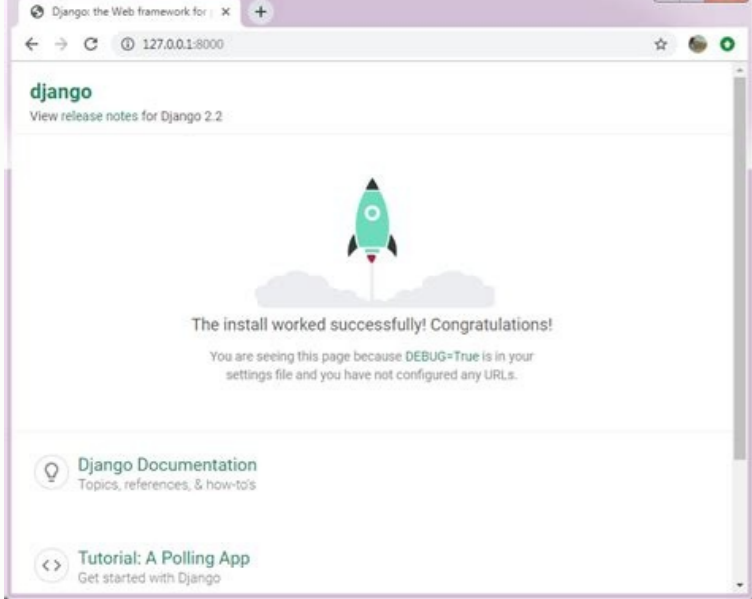 Django: the Web framework for
127.0.0.1:8000
django
View release notes for Django 2.2
The install worked successfully! Congratulations!
You are seeing this page because DEBUG=True is in your
settings file and you have not configured any URLs.
Django Documentation
Topics, references, & how-to's
Tutorial: A Polling App
Get started with Django